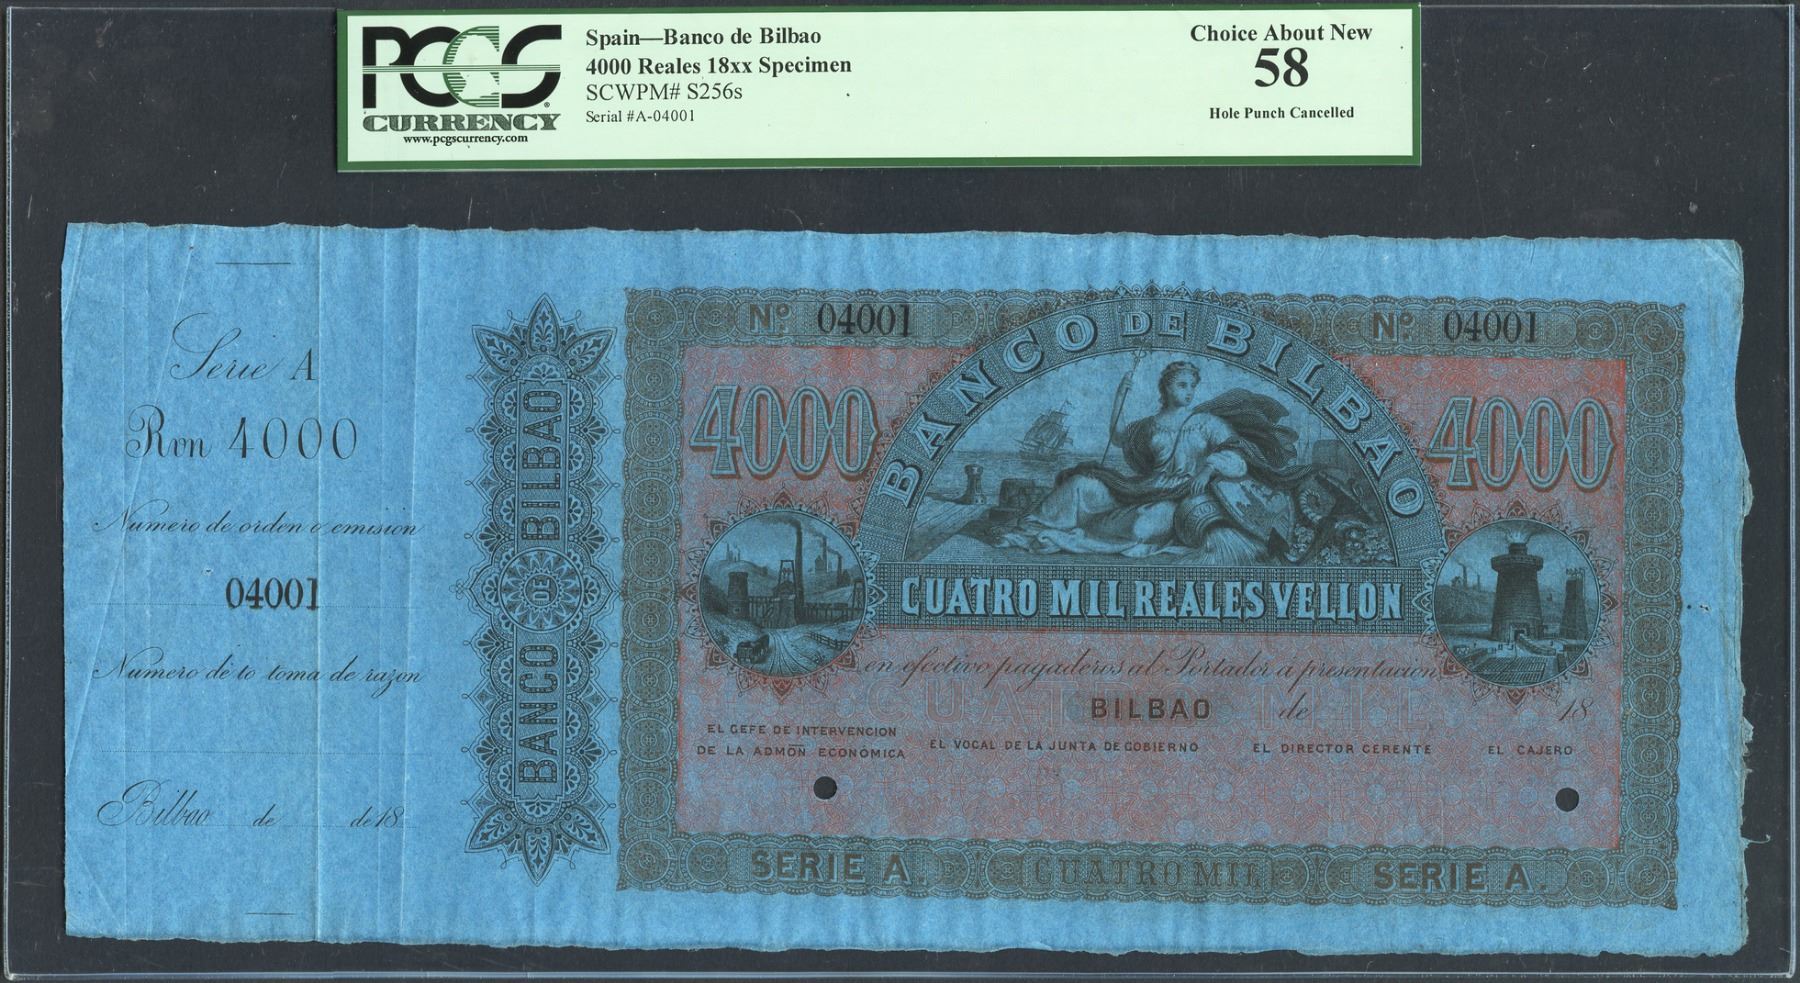 PCGS
CURRENCY
www.pcgscurrency.com
Spain—Banco de Bilbao
4000 Reales 18xx Specimen
SCWPM# S256s
Serial #A-04001
Choice About New
58
Hole Punch Cancelled
Serie A
Rvn 4000
Numero de orden o emision
04001
Numero de to toma de razon
Bilbao de de 18
BANCO DE BILBAO
Nº 04001
Nº 04001
BANCO DE BILBAO
4000
4000
CUATRO MIL REALES VELLON
en efectivo pagaderos al Portador á presentacion
CUATRO MIL
BILBAO de 18
EL GEFE DE INTERVENCION
DE LA ADMON ECONÓMICA
EL VOCAL DE LA JUNTA DE GOBIERNO
EL DIRECTOR GERENTE
EL CAJERO
SERIE A.
CUATRO MIL
SERIE A.